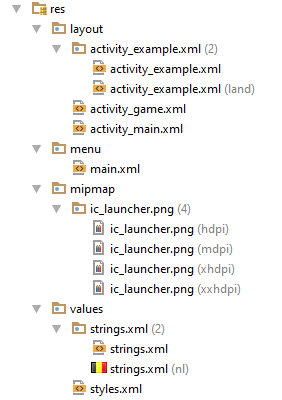 res
layout
activity_example.xml (2)
activity_example.xml
activity_example.xml (land)
activity_game.xml
activity_main.xml
menu
main.xml
mipmap
ic_launcher.png (4)
ic_launcher.png (hdpi)
ic_launcher.png (mdpi)
ic_launcher.png (xhdpi)
ic_launcher.png (xxhdpi)
values
strings.xml (2)
strings.xml
strings.xml (nl)
styles.xml